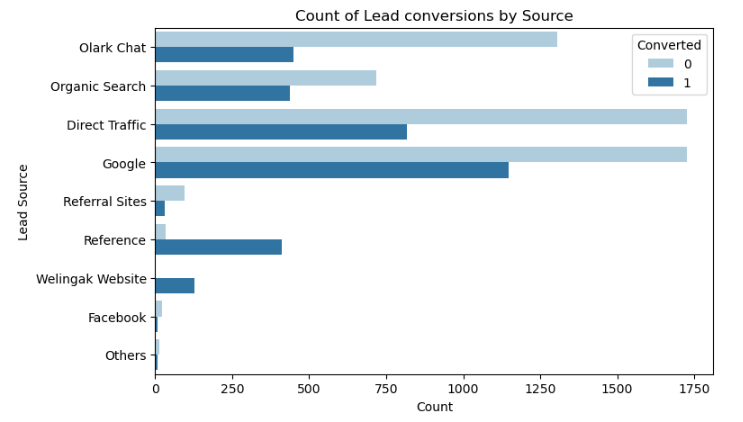 Count of Lead conversions by Source
Converted
0
1
Lead Source
Olark Chat
Organic Search
Direct Traffic
Google
Referral Sites
Reference
Welingak Website
Facebook
Others
0 250 500 750 1000 1250 1500 1750
Count